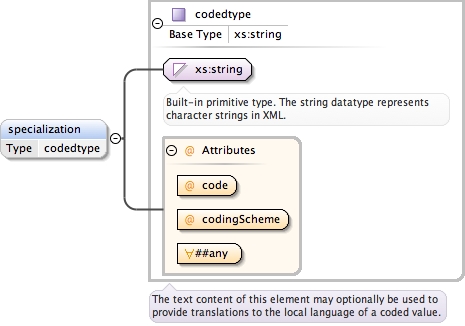 codedtype
Base Type xs:string
xs:string
Built-in primitive type. The string datatype represents
character strings in XML.
specialization
Type codedtype
@ Attributes
@ code
@ codingScheme
∀##any
The text content of this element may optionally be used to
provide translations to the local language of a coded value.